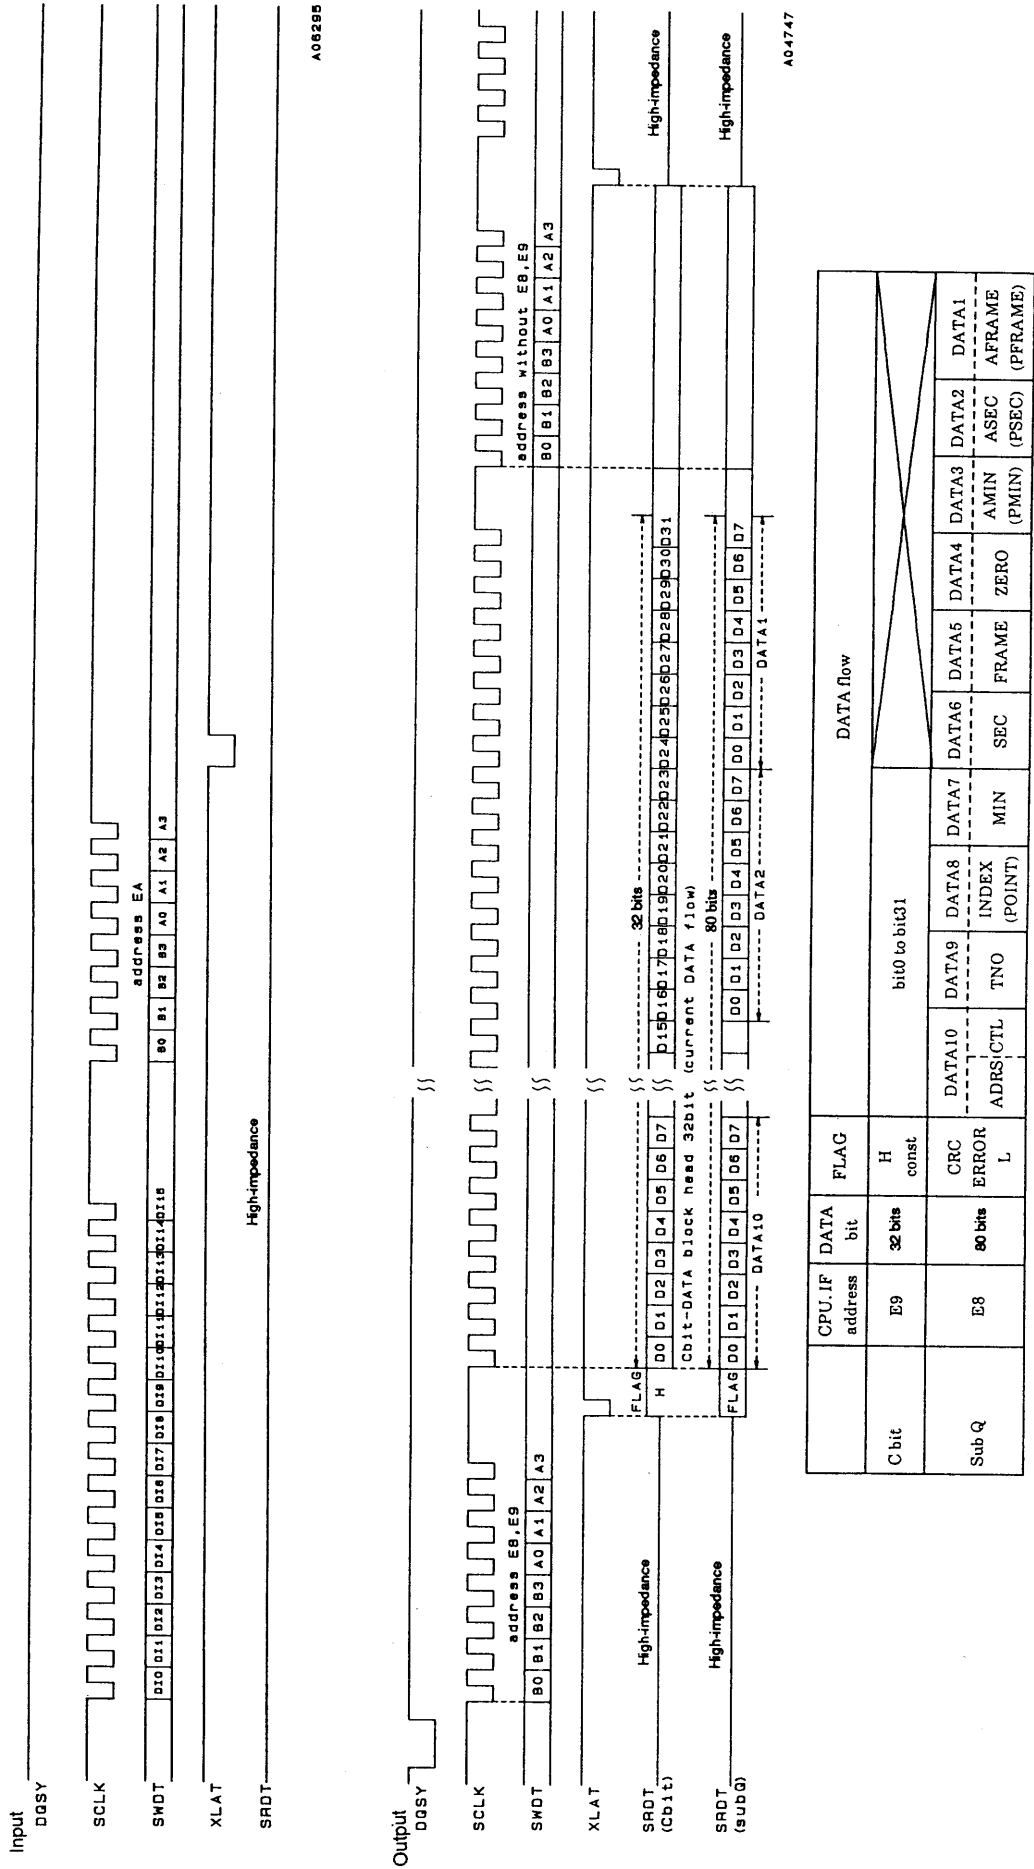 Input
DQSY
SCLK
SWDT
DI0 DI1 DI2 DI3 DI4 DI5 DI6 DI7 DI8 DI9 DI10 DI11 DI12 DI13 DI14 DI15
address EA
B0 B1 B2 B3 A0 A1 A2 A3
XLAT
SRDT
High-impedance
A06295
Output
DQSY
SCLK
address E8,E9
address without E8,E9
SWDT
B0 B1 B2 B3 A0 A1 A2 A3
B0 B1 B2 B3 A0 A1 A2 A3
XLAT
32 bits
SRDT
(Cbit)
High-impedance
FLAG
H
D0 D1 D2 D3 D4 D5 D6 D7
D15 D16 D17 D18 D19 D20 D21 D22 D23 D24 D25 D26 D27 D28 D29 D30 D31
High-impedance
Cbit-DATA block head 32bit (current DATA flow)
80 bits
SRDT
(subQ)
High-impedance
FLAG D0 D1 D2 D3 D4 D5 D6 D7
D0 D1 D2 D3 D4 D5 D6 D7
D0 D1 D2 D3 D4 D5 D6 D7
High-impedance
DATA10
DATA2
DATA1
A04747
CPU.IF address
DATA bit
FLAG
DATA flow
C bit
E9
32 bits
H const
bit0 to bit31
Sub Q
E8
80 bits
CRC ERROR L
DATA10 DATA9 DATA8 DATA7 DATA6 DATA5 DATA4 DATA3 DATA2 DATA1
ADRS CTL TNO INDEX (POINT) MIN SEC FRAME ZERO AMIN (PMIN) ASEC (PSEC) AFRAME (PFRAME)